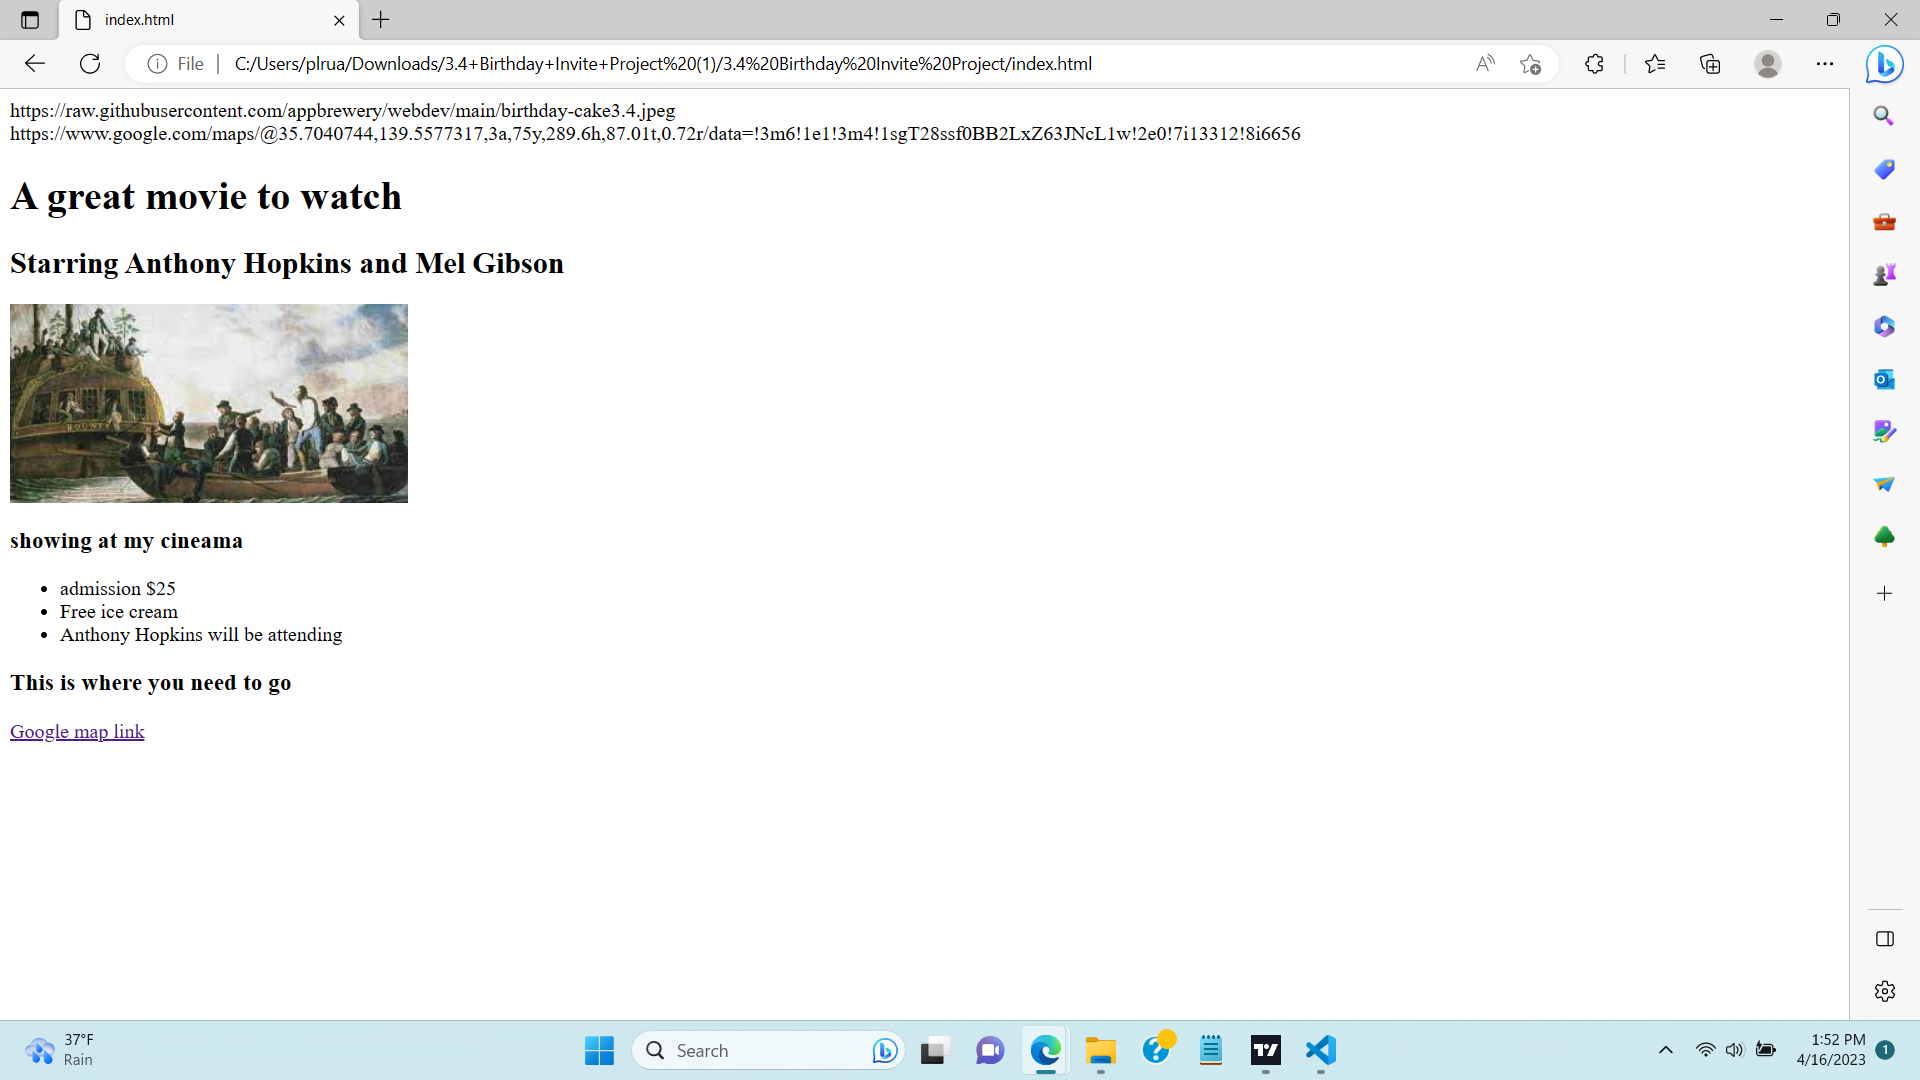 index.html
File
C:/Users/plrua/Downloads/3.4+Birthday+Invite+Project%20(1)/3.4%20Birthday%20Invite%20Project/index.html
https://raw.githubusercontent.com/appbrewery/webdev/main/birthday-cake3.4.jpeg
https://www.google.com/maps/@35.7040744,139.5577317,3a,75y,289.6h,87.01t,0.72r/data=!3m6!1e1!3m4!1sgT28ssf0BB2LxZ63JNcL1w!2e0!7i13312!8i6656
A great movie to watch
Starring Anthony Hopkins and Mel Gibson
BOUNTY
showing at my cineama
admission $25
Free ice cream
Anthony Hopkins will be attending
This is where you need to go
Google map link
37°F
Rain
Search
1:52 PM
4/16/2023
1